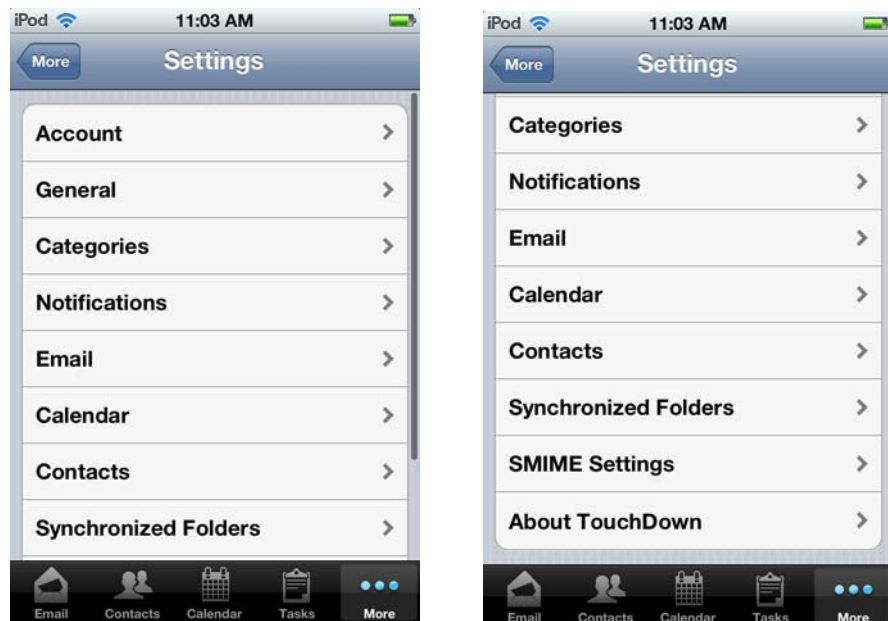 iPod 11:03 AM
More Settings
Account
General
Categories
Notifications
Email
Calendar
Contacts
Synchronized Folders
Email Contacts Calendar Tasks More
iPod 11:03 AM
More Settings
Categories
Notifications
Email
Calendar
Contacts
Synchronized Folders
SMIME Settings
About TouchDown
Email Contacts Calendar Tasks More